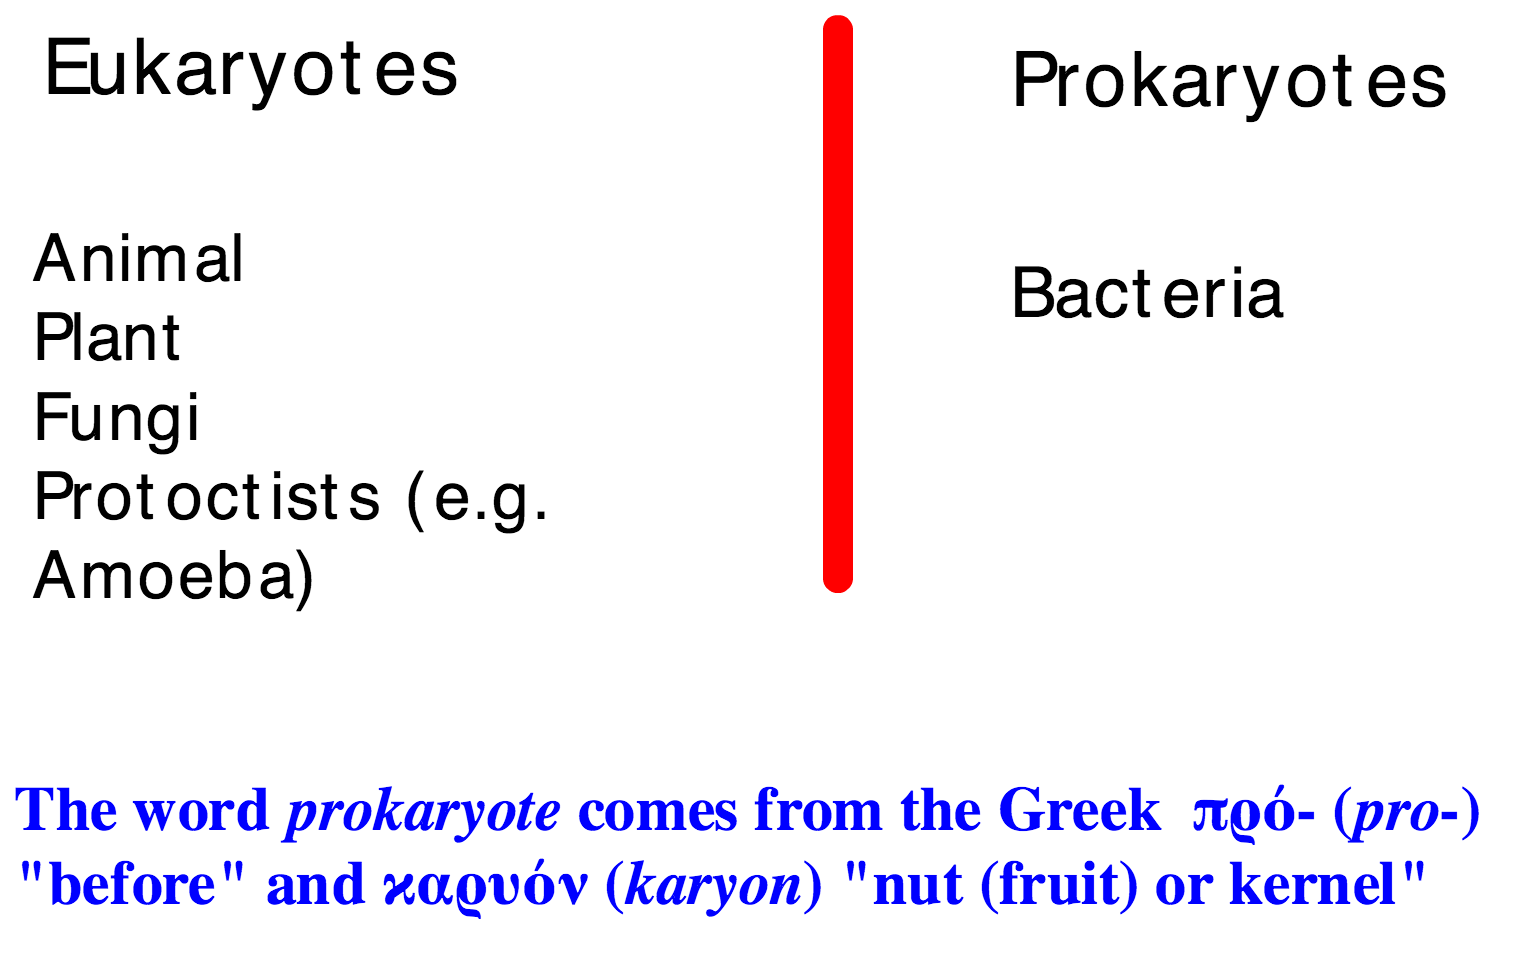 Eukaryotes
Prokaryotes
Animal
Plant
Fungi
Protoctists (e.g.
Amoeba)
Bacteria
The word prokaryote comes from the Greek πρό- (pro-)
"before" and καρυόν (karyon) "nut (fruit) or kernel"